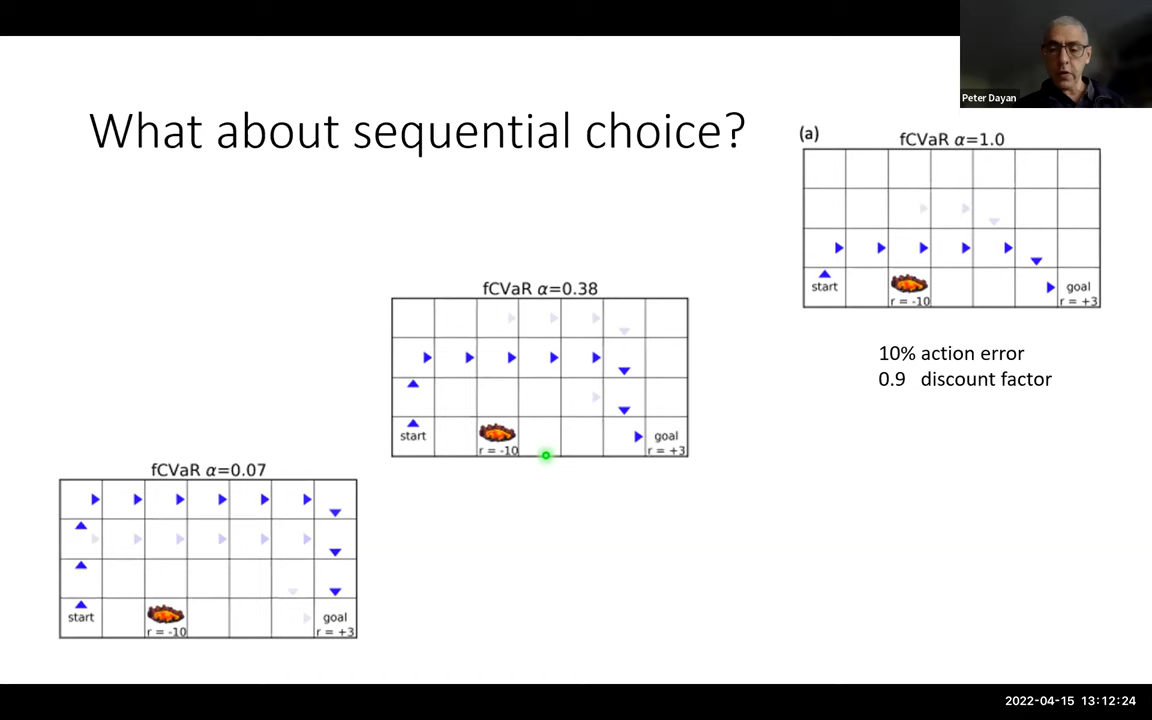 Peter Dayan
What about sequential choice?
(a)
fCVaR α=1.0
start
r = -10
goal
r = +3
10% action error
0.9 discount factor
fCVaR α=0.38
start
r = -10
goal
r = +3
fCVaR α=0.07
start
r = -10
goal
r = +3
2022-04-15 13:12:24